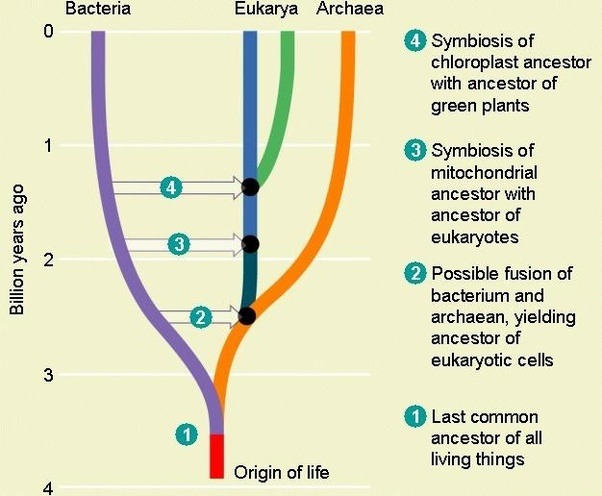 Bacteria Eukarya Archaea
0
1
2
3
4
Billion years ago
4
3
2
1
Origin of life
4 Symbiosis of
chloroplast ancestor
with ancestor of
green plants
3 Symbiosis of
mitochondrial
ancestor with
ancestor of
eukaryotes
2 Possible fusion of
bacterium and
archaean, yielding
ancestor of
eukaryotic cells
1 Last common
ancestor of all
living things